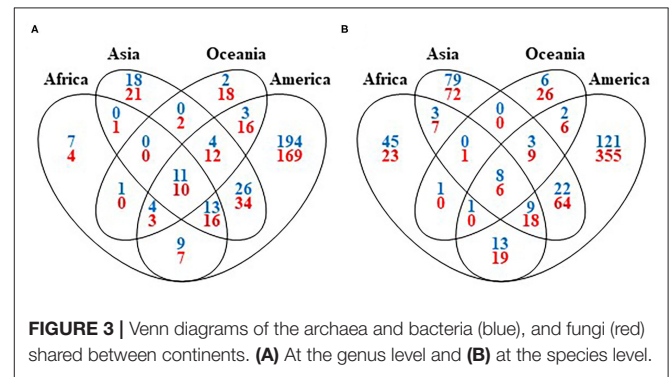 A B
Asia Oceania Asia Oceania
Africa America Africa America
18 2 79 6
21 18 72 26
0 0 3 3 0 2
1 2 16 7 0 6
7 0 4 194 45 0 3 121
4 0 12 169 23 1 9 355
11 8
10 6
1 26 1 22
0 34 0 64
4 13 1 9
3 16 0 18
9 13
7 19
FIGURE 3 | Venn diagrams of the archaea and bacteria (blue), and fungi (red)
shared between continents. (A) At the genus level and (B) at the species level.